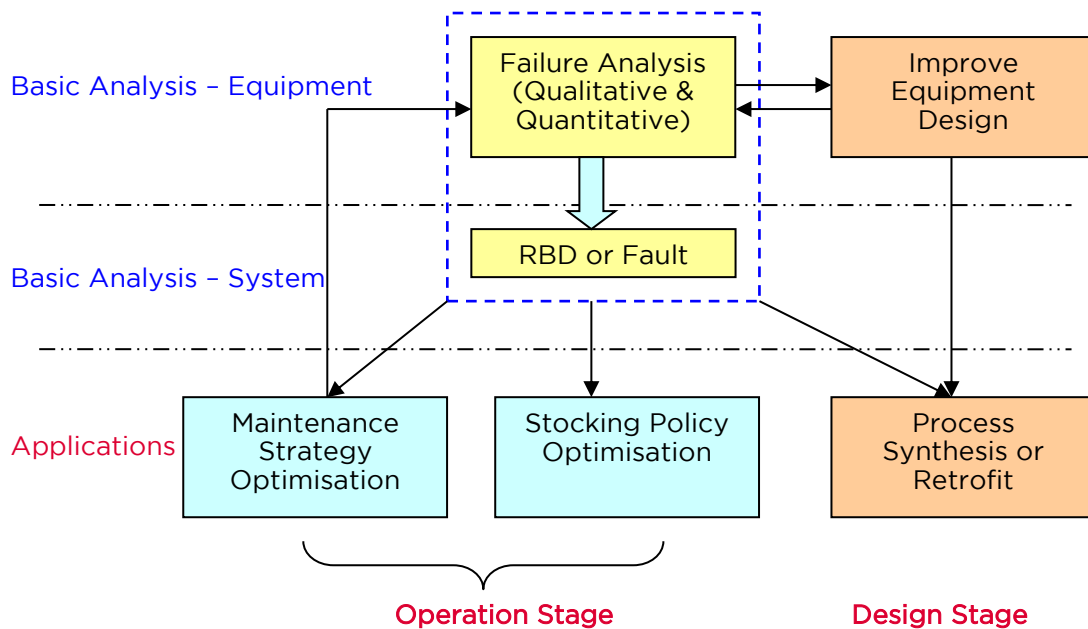 Basic Analysis – Equipment
Failure Analysis
(Qualitative &
Quantitative)
Improve
Equipment
Design
Basic Analysis – System
RBD or Fault
Applications
Maintenance
Strategy
Optimisation
Stocking Policy
Optimisation
Process
Synthesis or
Retrofit
Operation Stage
Design Stage